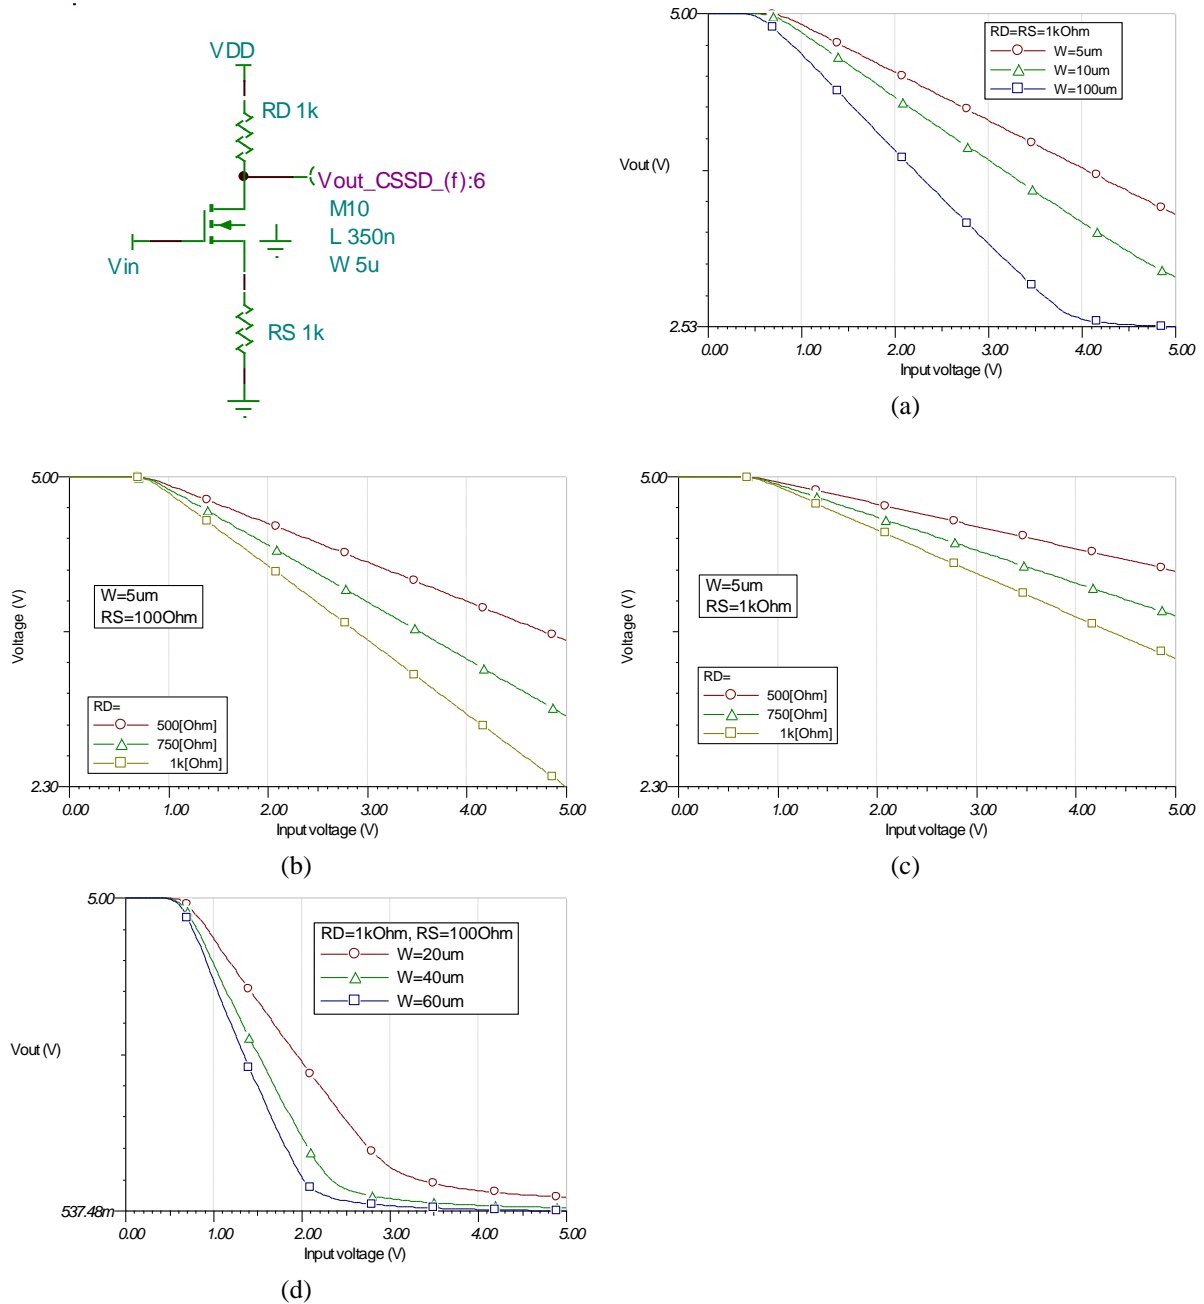 VDD
RD 1k
Vout_CSSD_(f):6
M10
L 350n
W 5u
Vin
RS 1k
5.00
RD=RS=1kOhm
W=5um
W=10um
W=100um
Vout (V)
2.53
0.00 1.00 2.00 3.00 4.00 5.00
Input voltage (V)
(a)
5.00
Voltage (V)
W=5um
RS=100Ohm
RD=
500[Ohm]
750[Ohm]
1k[Ohm]
2.30
0.00 1.00 2.00 3.00 4.00 5.00
Input voltage (V)
(b)
5.00
Voltage (V)
W=5um
RS=1kOhm
RD=
500[Ohm]
750[Ohm]
1k[Ohm]
2.30
0.00 1.00 2.00 3.00 4.00 5.00
Input voltage (V)
(c)
5.00
RD=1kOhm, RS=100Ohm
W=20um
W=40um
W=60um
Vout (V)
537.48m
0.00 1.00 2.00 3.00 4.00 5.00
Input voltage (V)
(d)